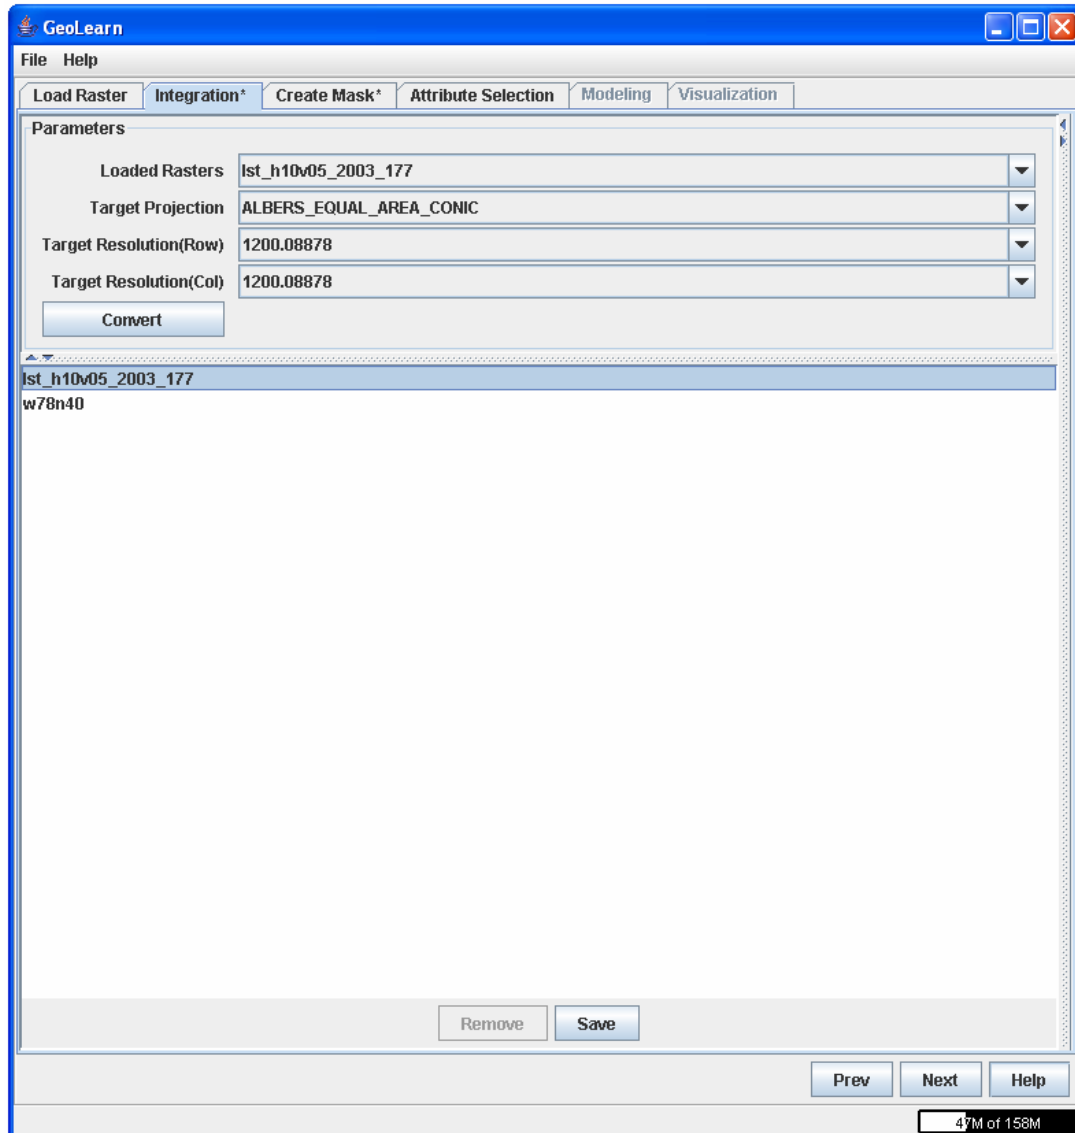 GeoLearn
File Help
Load Raster Integration* Create Mask* Attribute Selection Modeling Visualization
Parameters
Loaded Rasters lst_h10v05_2003_177
Target Projection ALBERS_EQUAL_AREA_CONIC
Target Resolution(Row) 1200.08878
Target Resolution(Col) 1200.08878
Convert
lst_h10v05_2003_177
w78n40
Remove Save
Prev Next Help
47M of 158M